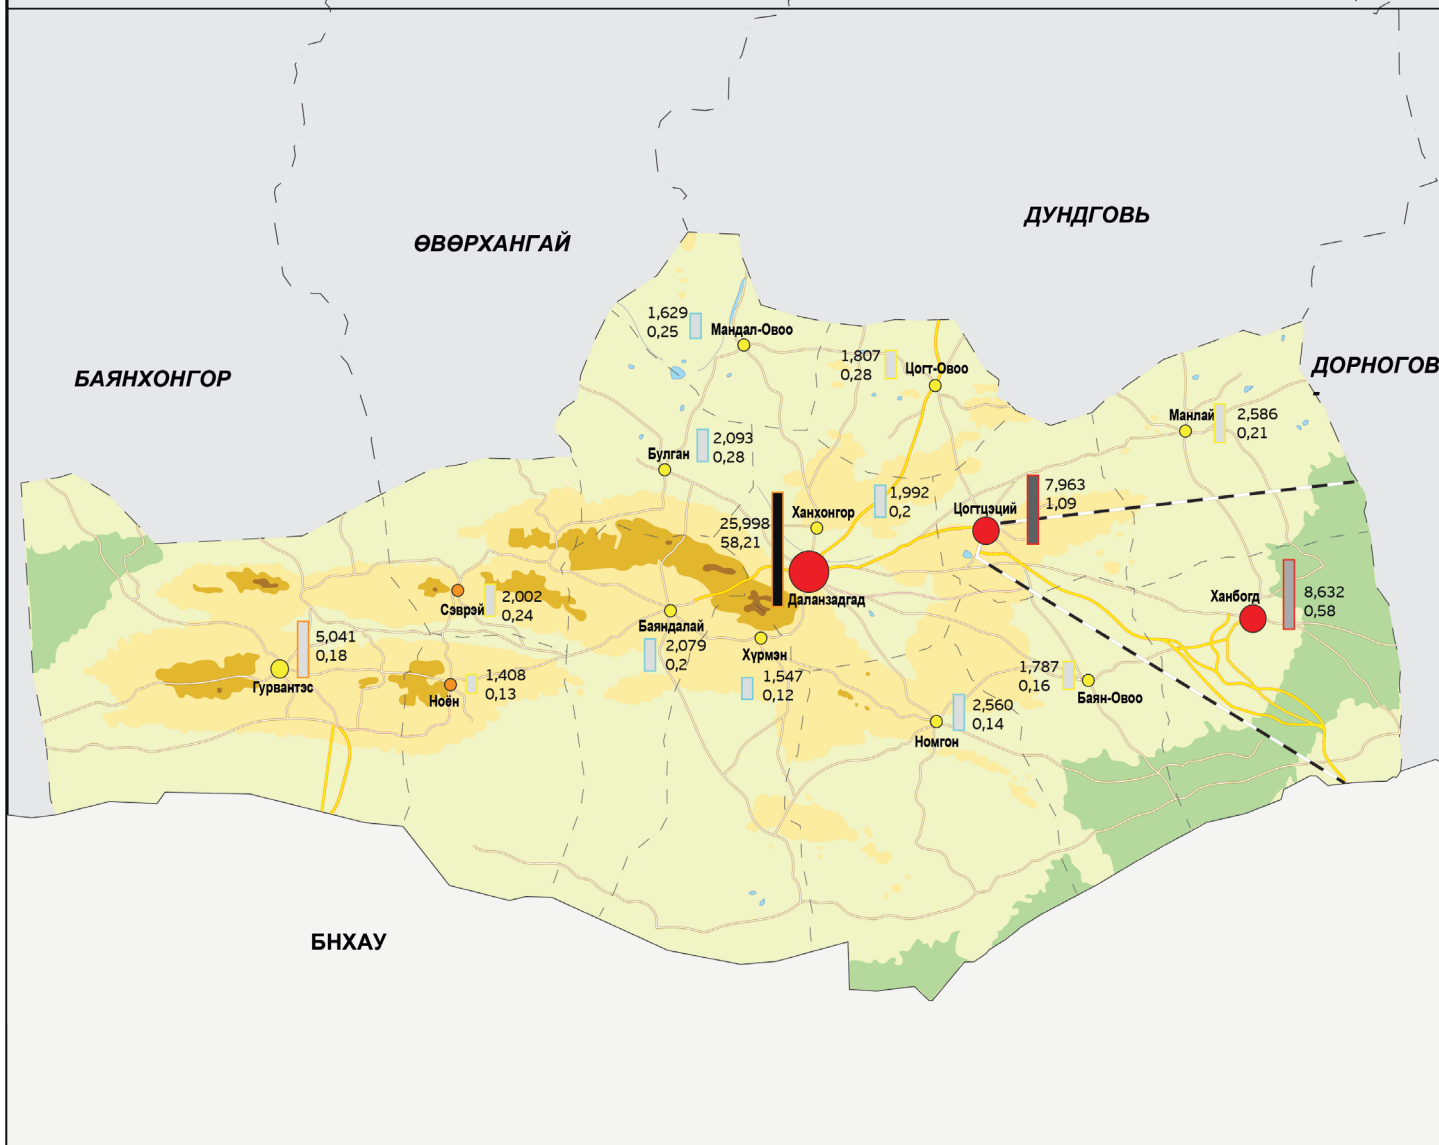 ДУНДГОВЬ
ӨВӨРХАНГАЙ
БАЯНХОНГОР
ДОРНОГОВ
1,629
0,25
Мандал-Овоо
1,807
0,28
Цогт-Овоо
Манлай
2,586
0,21
2,093
0,28
Булган
1,992
0,2
Ханхонгор
25,998
58,21
Цогтцэций
7,963
1,09
Даланзадгад
Ханбогд
8,632
0,58
Сэврэй
2,002
0,24
Баяндалай
2,079
0,2
Хүрмэн
1,547
0,12
5,041
0,18
Гурвантэс
1,408
0,13
Ноён
1,787
0,16
Баян-Овоо
2,560
0,14
Номгон
БНХАУ